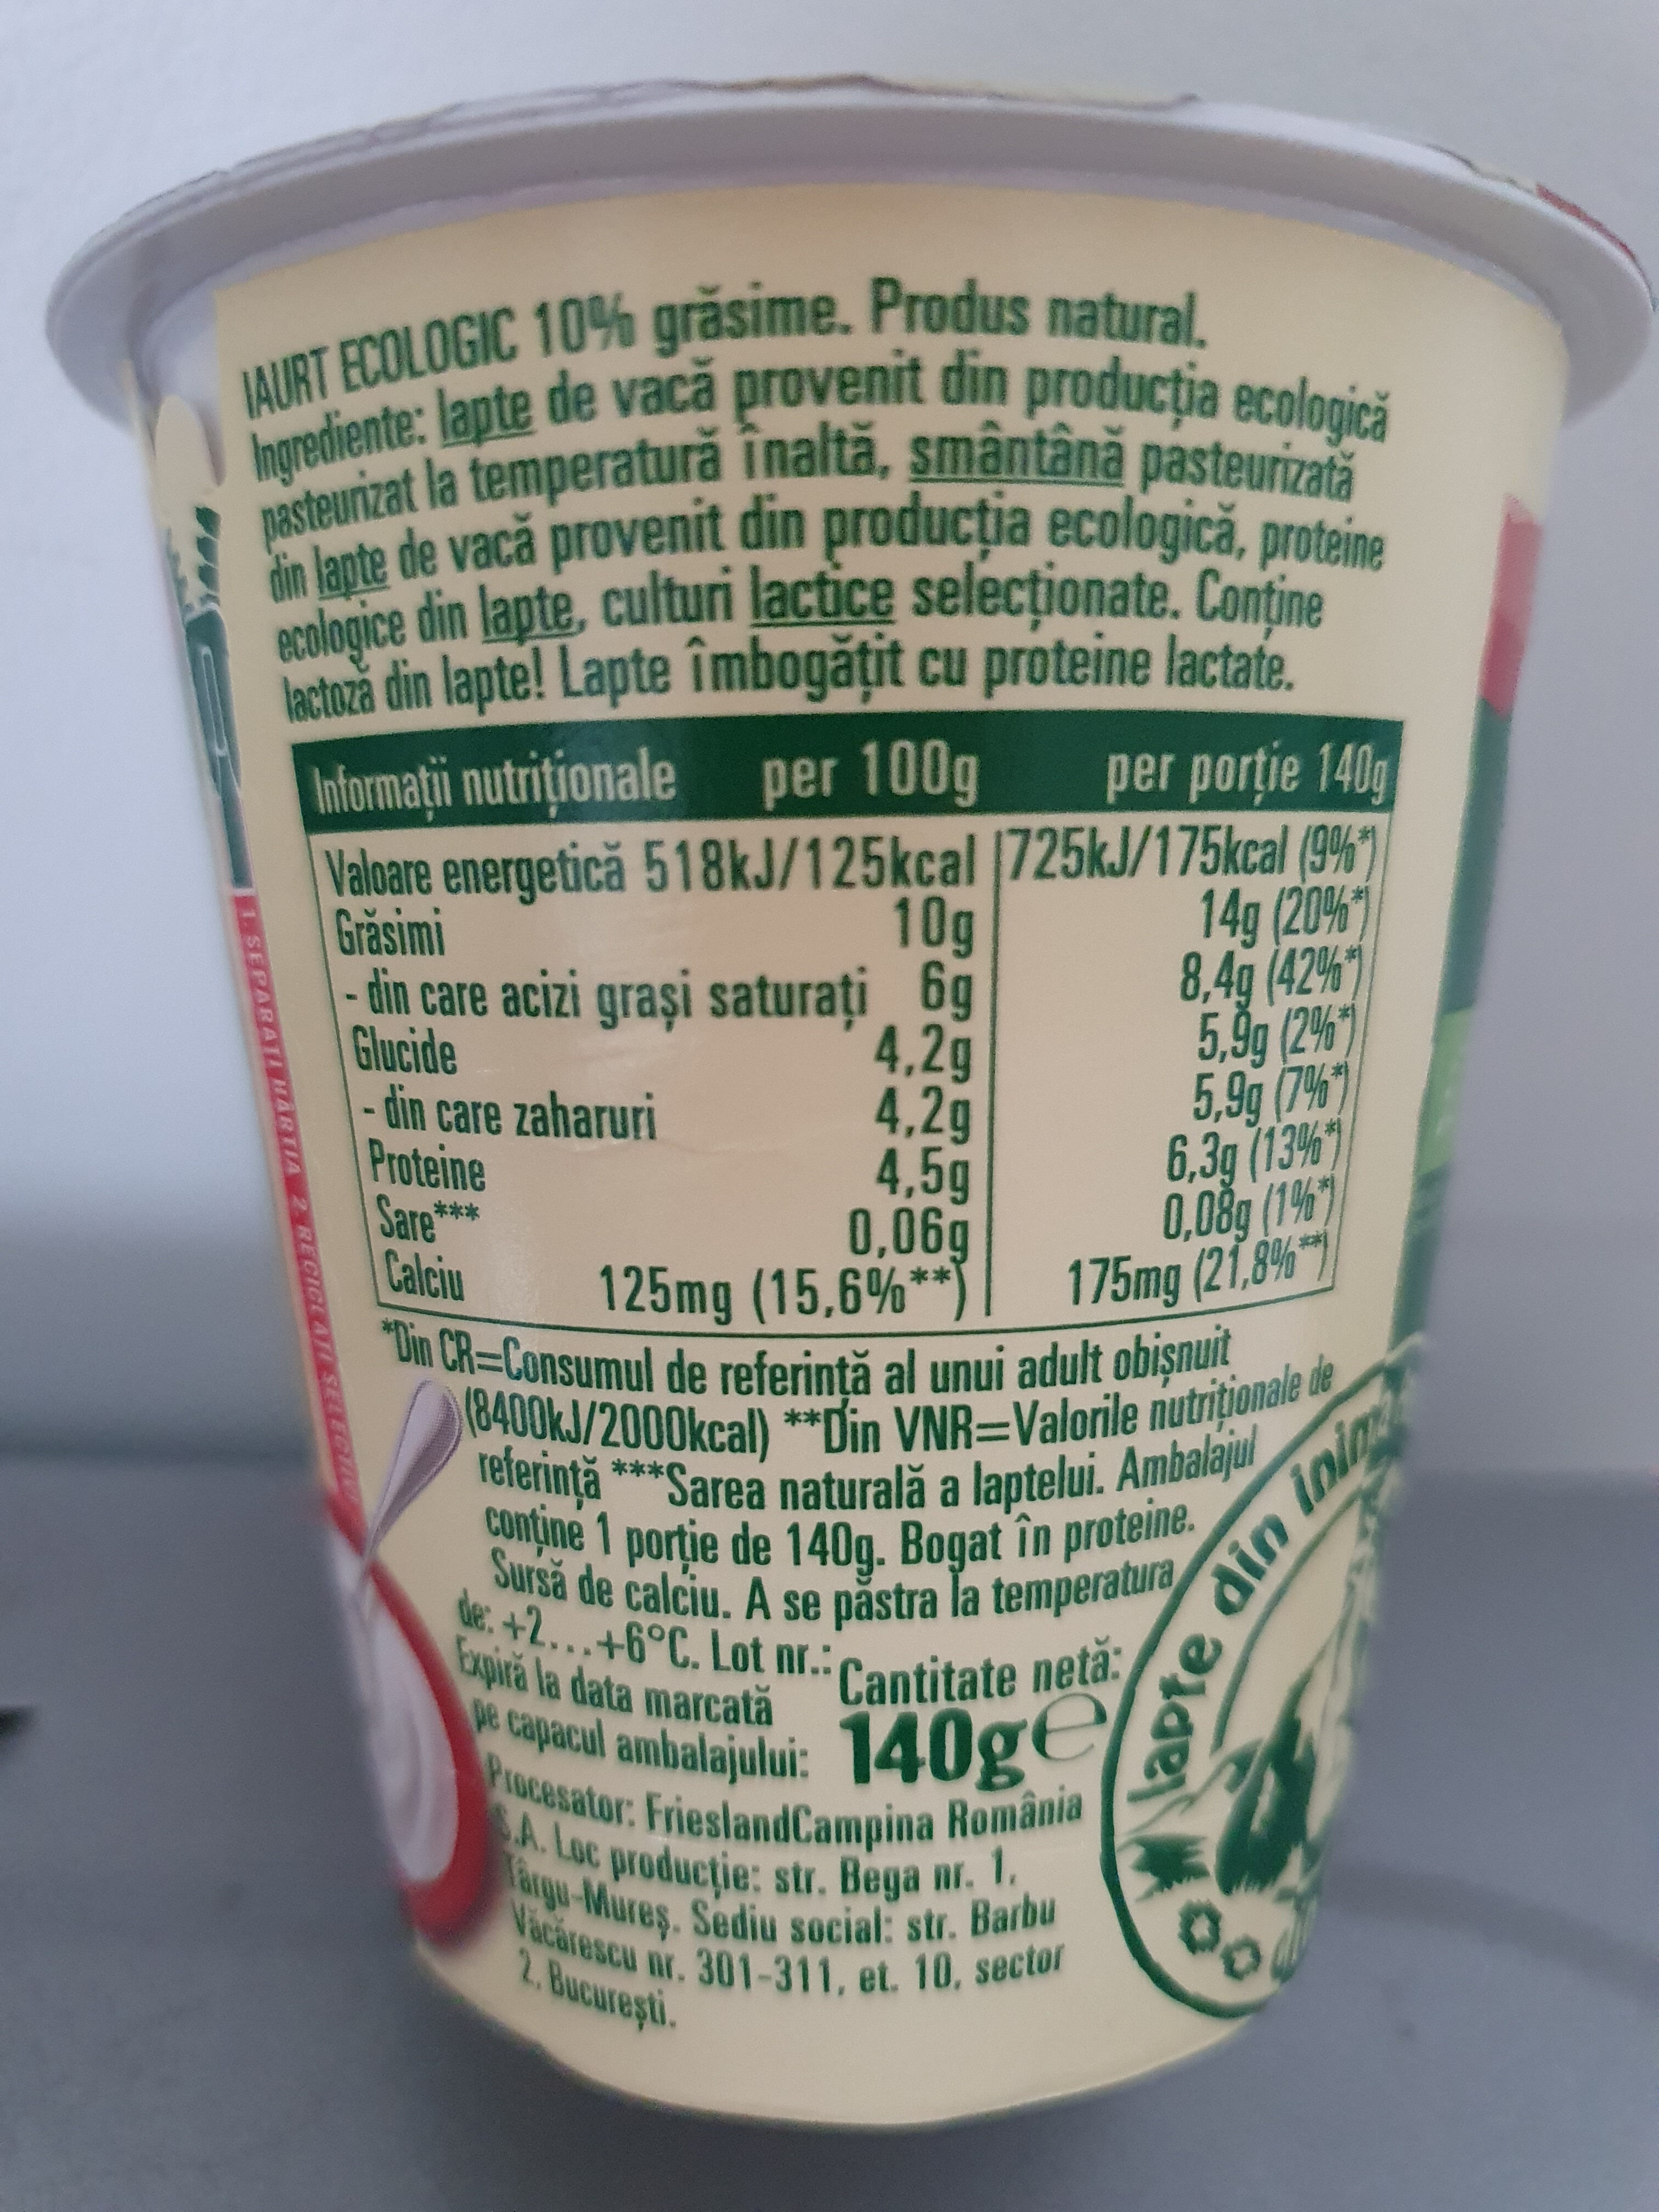 IAURT ECOLOGIC 10% grăsime. Produs natural.
Ingrediente: lapte de vacă provenit din producția ecologică
pasteurizat la temperatură înaltă, smântână pasteurizată
din lapte de vacă provenit din producția ecologică, proteine
ecologice din lapte, culturi lactice selecționate. Conține
lactoză din lapte! Lapte îmbogățit cu proteine lactate.
Informații nutriționale per 100g per porție 140g
Valoare energetică 518kJ/125kcal 725kJ/175kcal (9%*)
Grăsimi 10g 14g (20%*)
- din care acizi grași saturați 6g 8,4g (42%*)
Glucide 4,2g 5,9g (2%*)
- din care zaharuri 4,2g 5,9g (7%*)
Proteine 4,5g 6,3g (13%*)
Sare*** 0,06g 0,08g (1%*)
Calciu 125mg (15,6%**) 175mg (21,8%**)
*Din CR=Consumul de referință al unui adult obișnuit
(8400kJ/2000kcal) **Din VNR=Valorile nutriționale de
referință ***Sarea naturală a laptelui. Ambalajul
conține 1 porție de 140g. Bogat în proteine.
Sursă de calciu. A se păstra la temperatura
de: +2...+6°C. Lot nr.:
Expiră la data marcată
pe capacul ambalajului:
Cantitate netă:
140g e
Procesator: FrieslandCampina România
S.A. Loc producție: str. Bega nr. 1,
Târgu-Mureș. Sediu social: str. Barbu
Văcărescu nr. 301-311, et. 10, sector
2, București.
lapte din
1. SEPARAȚI HÂRTIA 2. RECICLAȚI